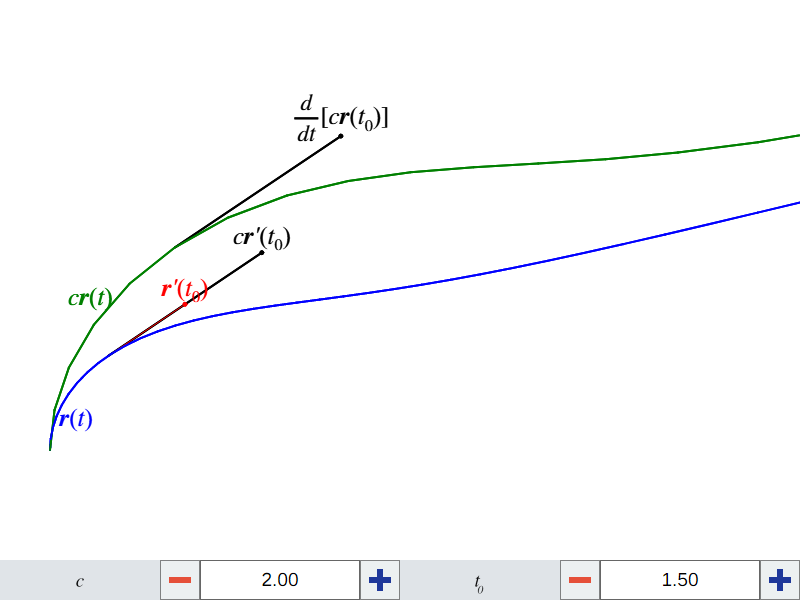 d/dt[cr(t₀)]
cr'(t₀)
r'(t₀)
cr(t)
r(t)
c 2.00 t₀ 1.50